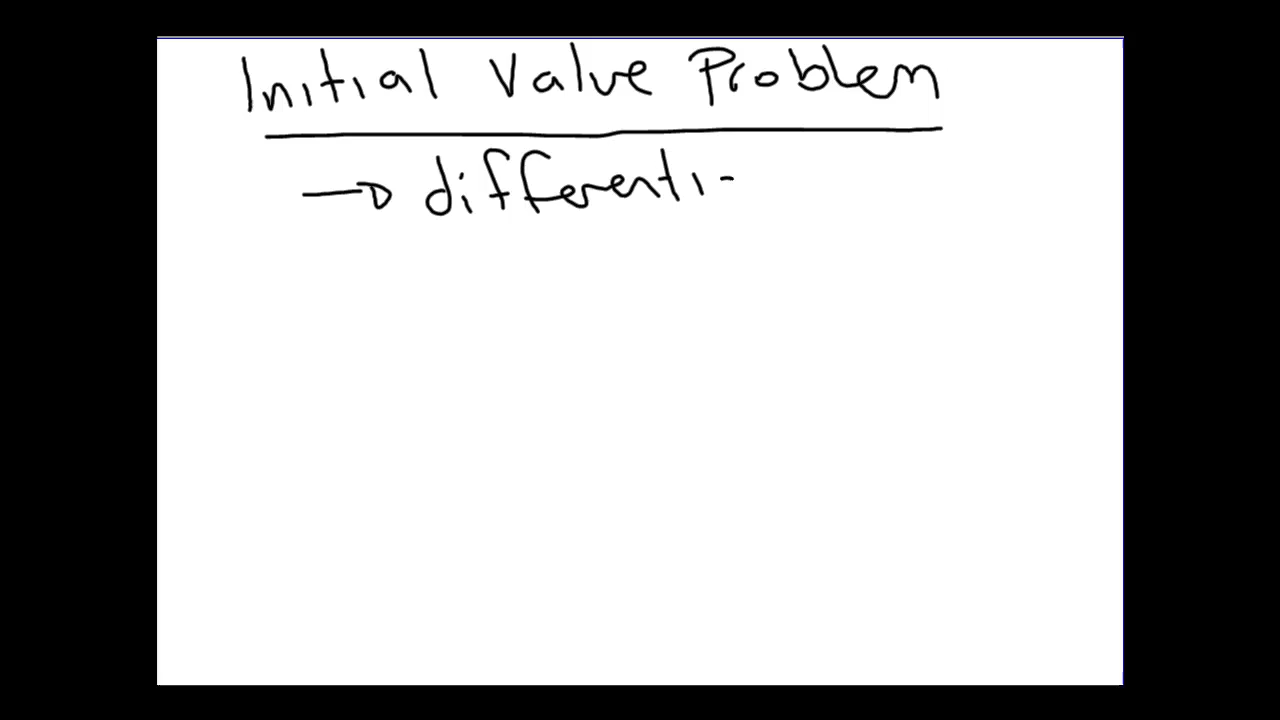 Initial Value Problem
→ differenti-